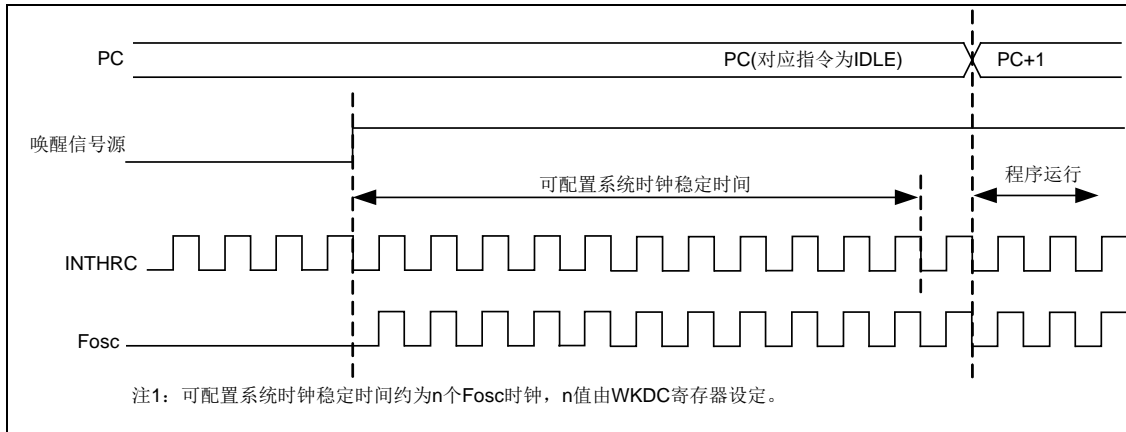 PC
PC(对应指令为IDLE)
PC+1
唤醒信号源
可配置系统时钟稳定时间
程序运行
INTHRC
Fosc
注1：可配置系统时钟稳定时间约为n个Fosc时钟，n值由WKDC寄存器设定。